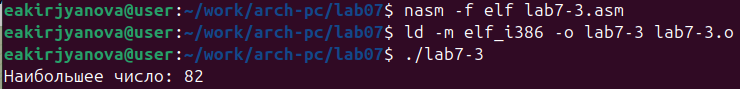 eakirjyanova@user:~/work/arch-pc/lab07$ nasm -f elf lab7-3.asm
eakirjyanova@user:~/work/arch-pc/lab07$ ld -m elf_i386 -o lab7-3 lab7-3.o
eakirjyanova@user:~/work/arch-pc/lab07$ ./lab7-3
Наибольшее число: 82